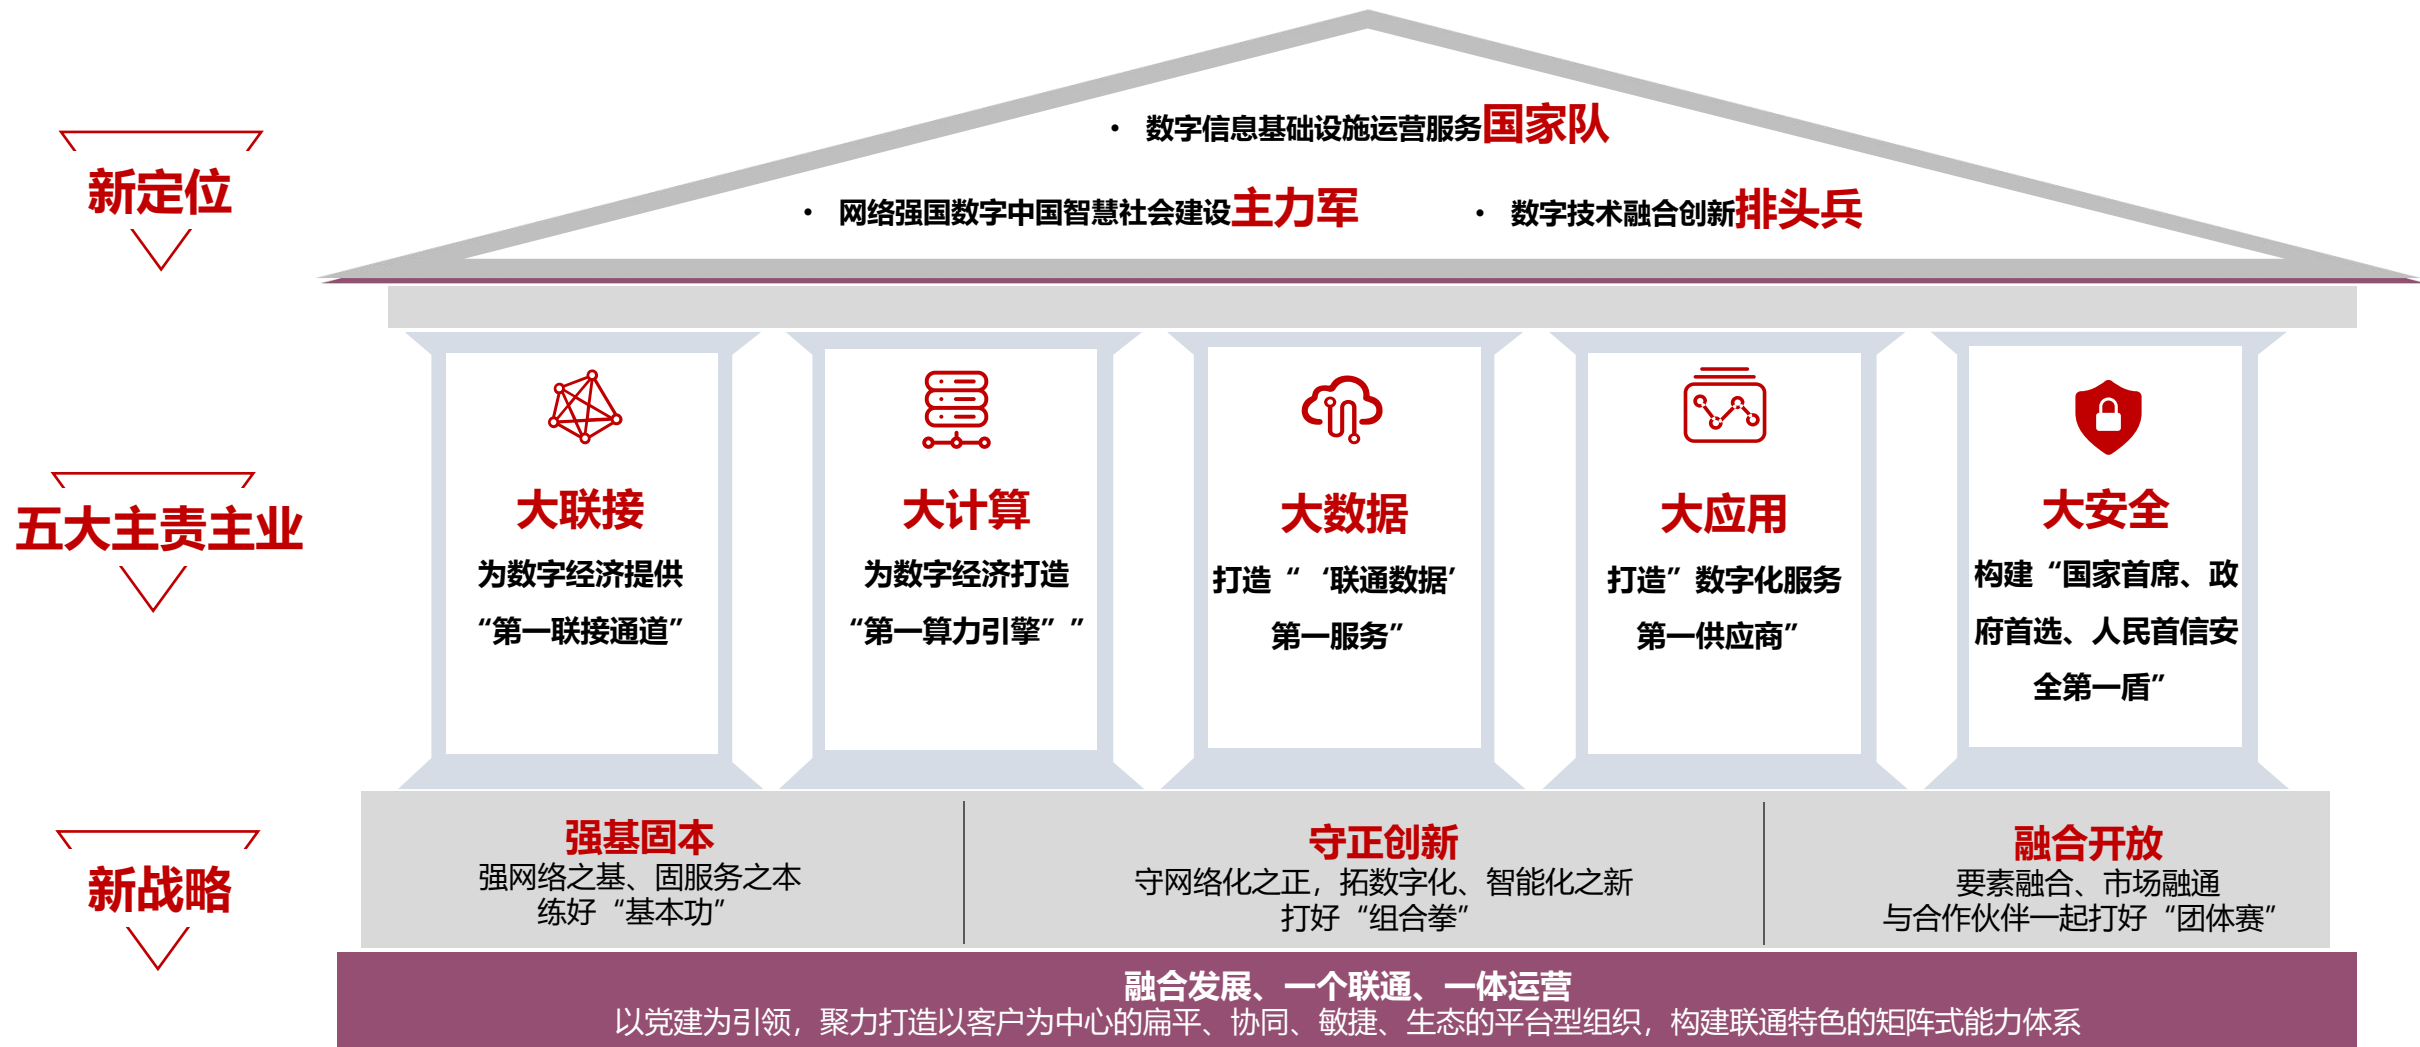 新定位
• 数字信息基础设施运营服务国家队
• 网络强国数字中国智慧社会建设主力军
• 数字技术融合创新排头兵
五大主责主业
大联接
为数字经济提供
“第一联接通道”
大计算
为数字经济打造
“第一算力引擎””
大数据
打造“‘联通数据’
第一服务”
大应用
打造”数字化服务
第一供应商”
大安全
构建“国家首席、政
府首选、人民首信安
全第一盾”
新战略
强基固本
强网络之基、固服务之本
练好“基本功”
守正创新
守网络化之正，拓数字化、智能化之新
打好“组合拳”
融合开放
要素融合、市场融通
与合作伙伴一起打好“团体赛”
融合发展、一个联通、一体运营
以党建为引领，聚力打造以客户为中心的扁平、协同、敏捷、生态的平台型组织，构建联通特色的矩阵式能力体系